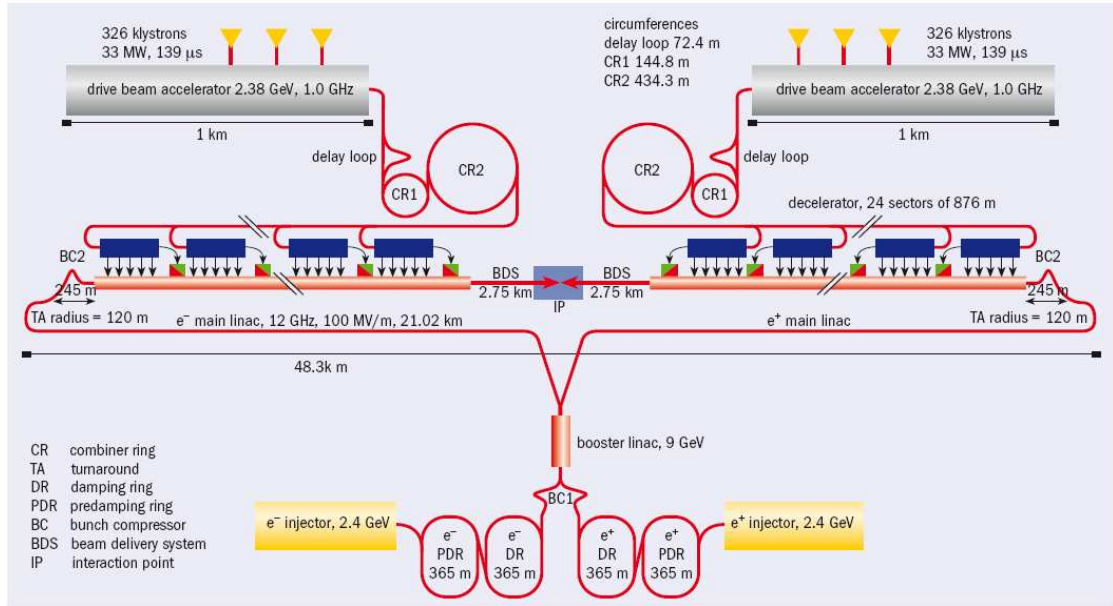 326 klystrons
33 MW, 139 μs
circumferences
delay loop 72.4 m
CR1 144.8 m
CR2 434.3 m
326 klystrons
33 MW, 139 μs
drive beam accelerator 2.38 GeV, 1.0 GHz
drive beam accelerator 2.38 GeV, 1.0 GHz
1 km
1 km
delay loop
CR2
CR1
CR2
delay loop
CR1
decelerator, 24 sectors of 876 m
BC2
BDS
2.75 km
BDS
2.75 km
IP
BC2
245 m
245 m
TA radius = 120 m
e⁻ main linac, 12 GHz, 100 MV/m, 21.02 km
e⁺ main linac
TA radius = 120 m
48.3k m
booster linac, 9 GeV
BC1
CR combiner ring
TA turnaround
DR damping ring
PDR predamping ring
BC bunch compressor
BDS beam delivery system
IP interaction point
e⁻ injector, 2.4 GeV
e⁻
PDR
365 m
e⁻
DR
365 m
e⁺
DR
365 m
e⁺
PDR
365 m
e⁺ injector, 2.4 GeV